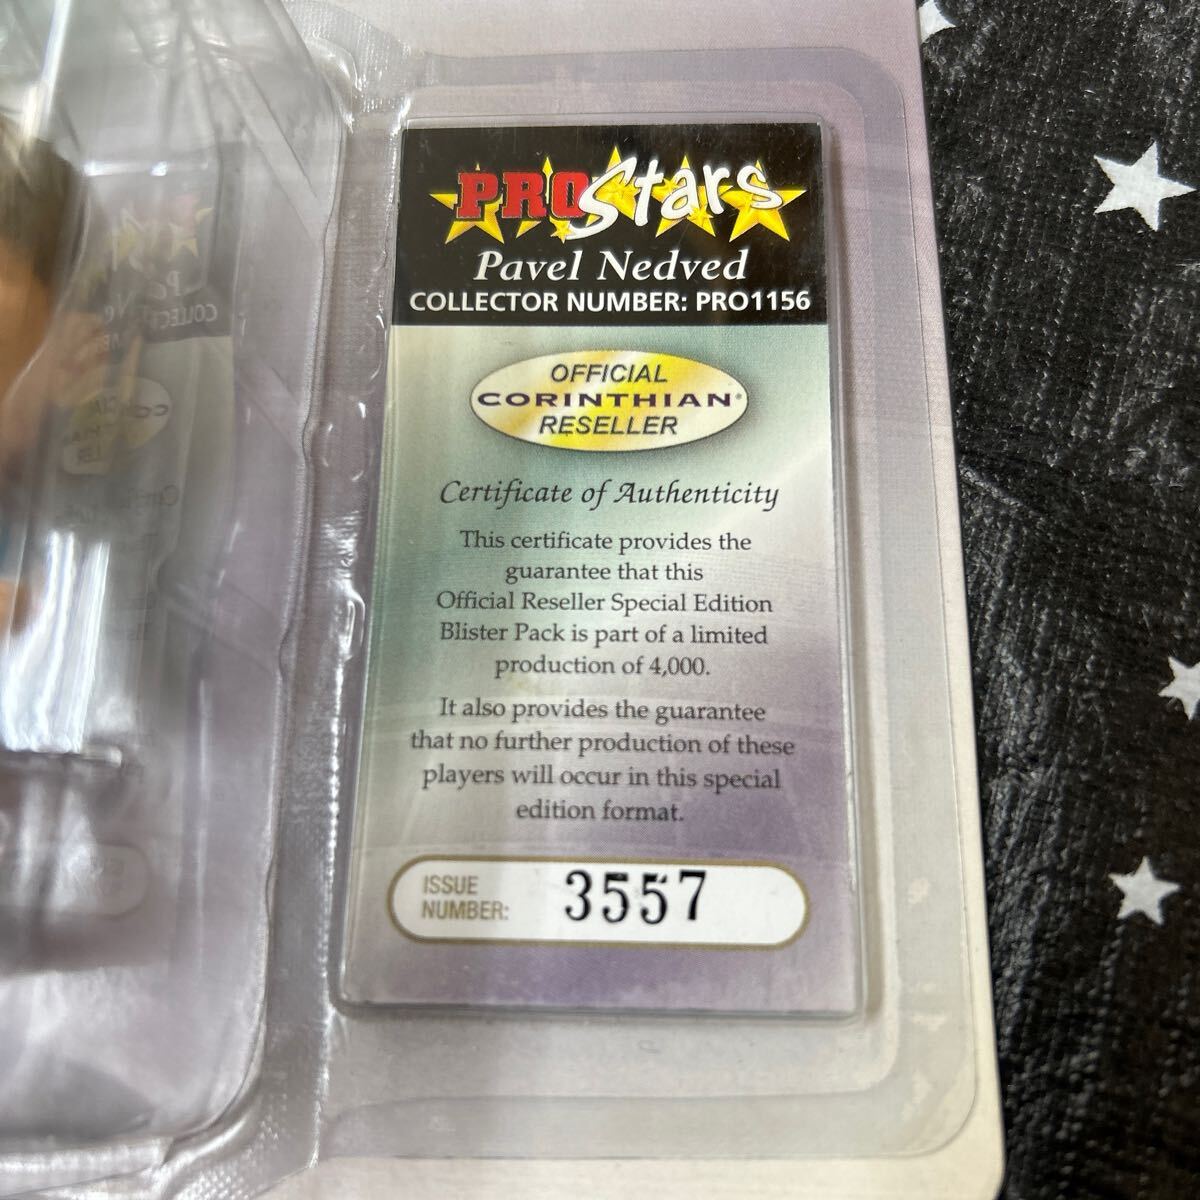 PROStars
Pavel Nedved
COLLECTOR NUMBER: PRO1156
OFFICIAL
CORINTHIAN®
RESELLER
Certificate of Authenticity
This certificate provides the
guarantee that this
Official Reseller Special Edition
Blister Pack is part of a limited
production of 4,000.
It also provides the guarantee
that no further production of these
players will occur in this special
edition format.
ISSUE
NUMBER: 3557